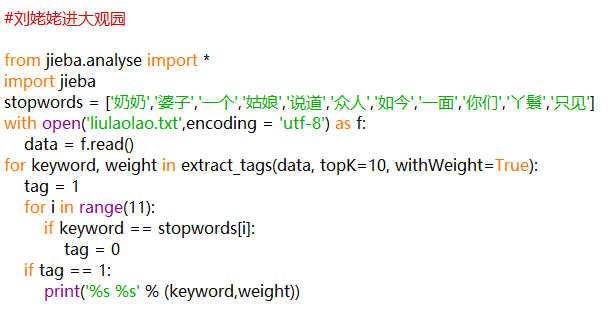 #刘姥姥进大观园
from jieba.analyse import *
import jieba
stopwords = ['奶奶','婆子','一个','姑娘','说道','众人','如今','一面','你们','丫鬟','只见']
with open('liulaolao.txt',encoding = 'utf-8') as f:
    data = f.read()
for keyword, weight in extract_tags(data, topK=10, withWeight=True):
    tag = 1
    for i in range(11):
        if keyword == stopwords[i]:
            tag = 0
    if tag == 1:
        print('%s %s' % (keyword,weight))